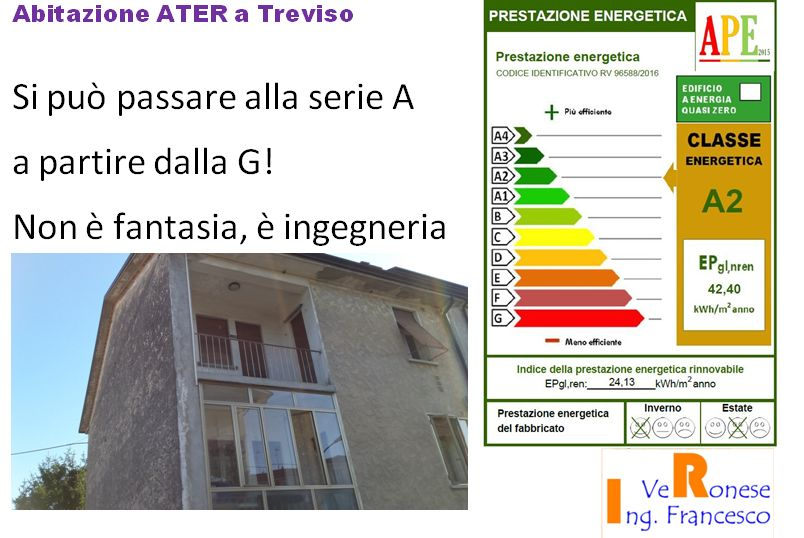 Abitazione ATER a Treviso
Si può passare alla serie A
a partire dalla G!
Non è fantasia, è ingegneria
PRESTAZIONE ENERGETICA
APE 2015
Prestazione energetica
CODICE IDENTIFICATIVO RV 96588/2016
EDIFICIO
A ENERGIA
QUASI ZERO
+ Più efficiente
A4
A3
A2
A1
B
C
D
E
F
G
Meno efficiente
CLASSE
ENERGETICA
A2
EPgl,nren
42,40
kWh/m² anno
Indice della prestazione energetica rinnovabile
EPgl,ren: 24,13 kWh/m² anno
Prestazione energetica
del fabbricato
Inverno
Estate
VeRonese
Ing. Francesco